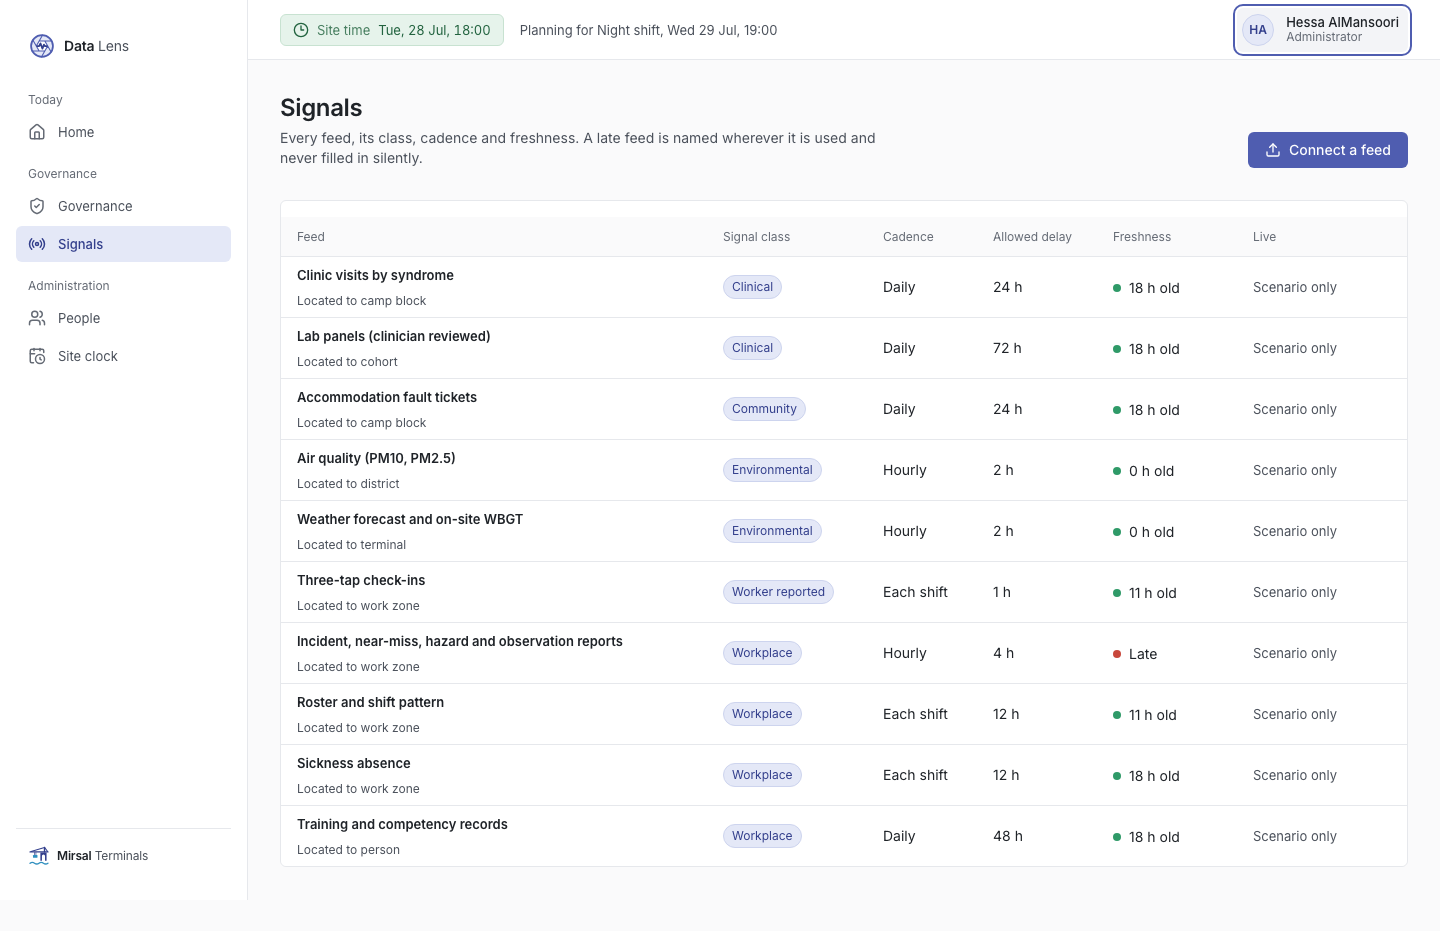 Data Lens
Today
Home
Governance
Governance
Signals
Administration
People
Site clock
Mirsal Terminals
Site time Tue, 28 Jul, 18:00
Planning for Night shift, Wed 29 Jul, 19:00
HA
Hessa AlMansoori
Administrator
Signals
Every feed, its class, cadence and freshness. A late feed is named wherever it is used and
never filled in silently.
Connect a feed
Feed Signal class Cadence Allowed delay Freshness Live
Clinic visits by syndrome
Located to camp block
Clinical Daily 24 h 18 h old Scenario only
Lab panels (clinician reviewed)
Located to cohort
Clinical Daily 72 h 18 h old Scenario only
Accommodation fault tickets
Located to camp block
Community Daily 24 h 18 h old Scenario only
Air quality (PM10, PM2.5)
Located to district
Environmental Hourly 2 h 0 h old Scenario only
Weather forecast and on-site WBGT
Located to terminal
Environmental Hourly 2 h 0 h old Scenario only
Three-tap check-ins
Located to work zone
Worker reported Each shift 1 h 11 h old Scenario only
Incident, near-miss, hazard and observation reports
Located to work zone
Workplace Hourly 4 h Late Scenario only
Roster and shift pattern
Located to work zone
Workplace Each shift 12 h 11 h old Scenario only
Sickness absence
Located to work zone
Workplace Each shift 12 h 18 h old Scenario only
Training and competency records
Located to person
Workplace Daily 48 h 18 h old Scenario only